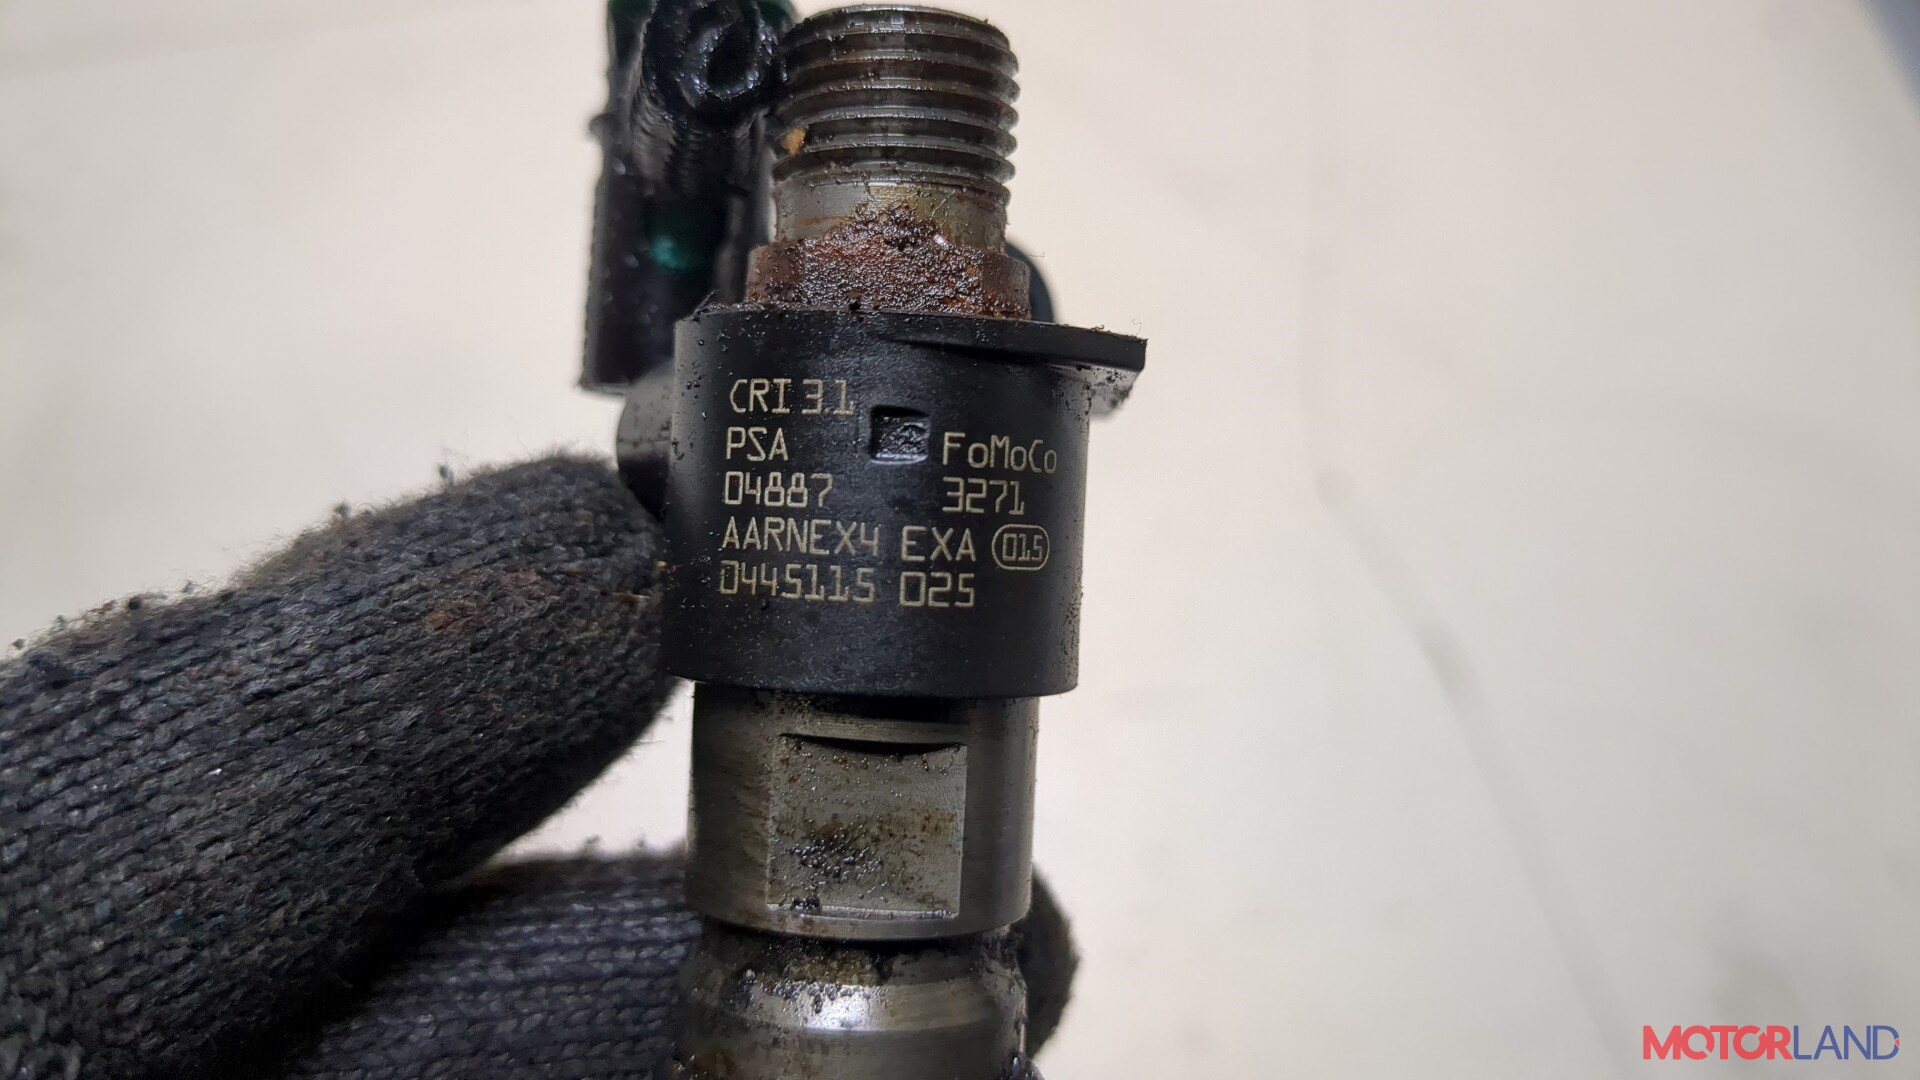 CRI 3.1
PSA FoMoCo
04887 3271
AARNEX4 EXA 015
0445115 025
MOTORLAND